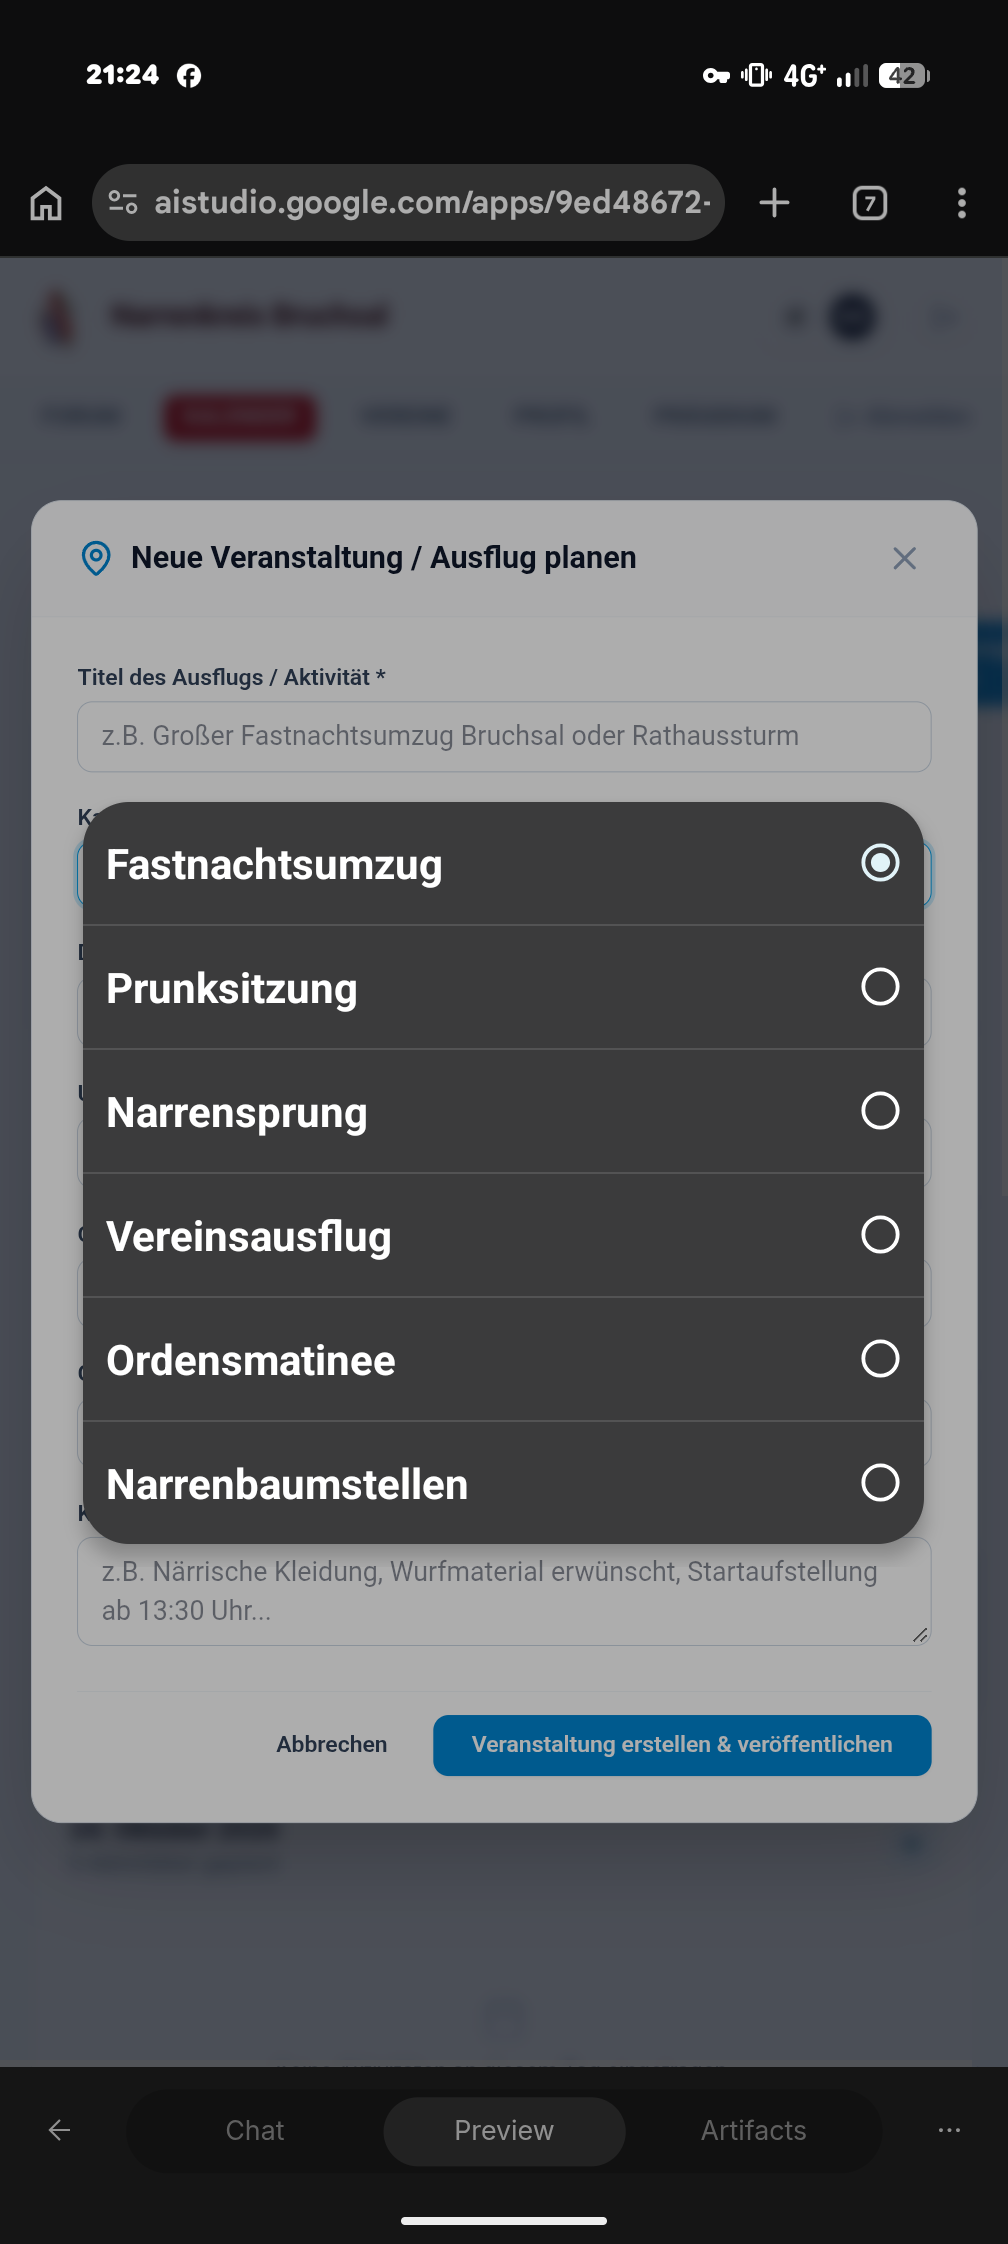 21:24
4G+
42
aistudio.google.com/apps/9ed48672-
7
Narrenkreis Bruchsal
Neue Veranstaltung / Ausflug planen
Titel des Ausflugs / Aktivität *
z.B. Großer Fastnachtsumzug Bruchsal oder Rathaussturm
Fastnachtsumzug
Prunksitzung
Narrensprung
Vereinsausflug
Ordensmatinee
Narrenbaumstellen
z.B. Närrische Kleidung, Wurfmaterial erwünscht, Startaufstellung
ab 13:30 Uhr...
Abbrechen
Veranstaltung erstellen & veröffentlichen
Chat
Preview
Artifacts